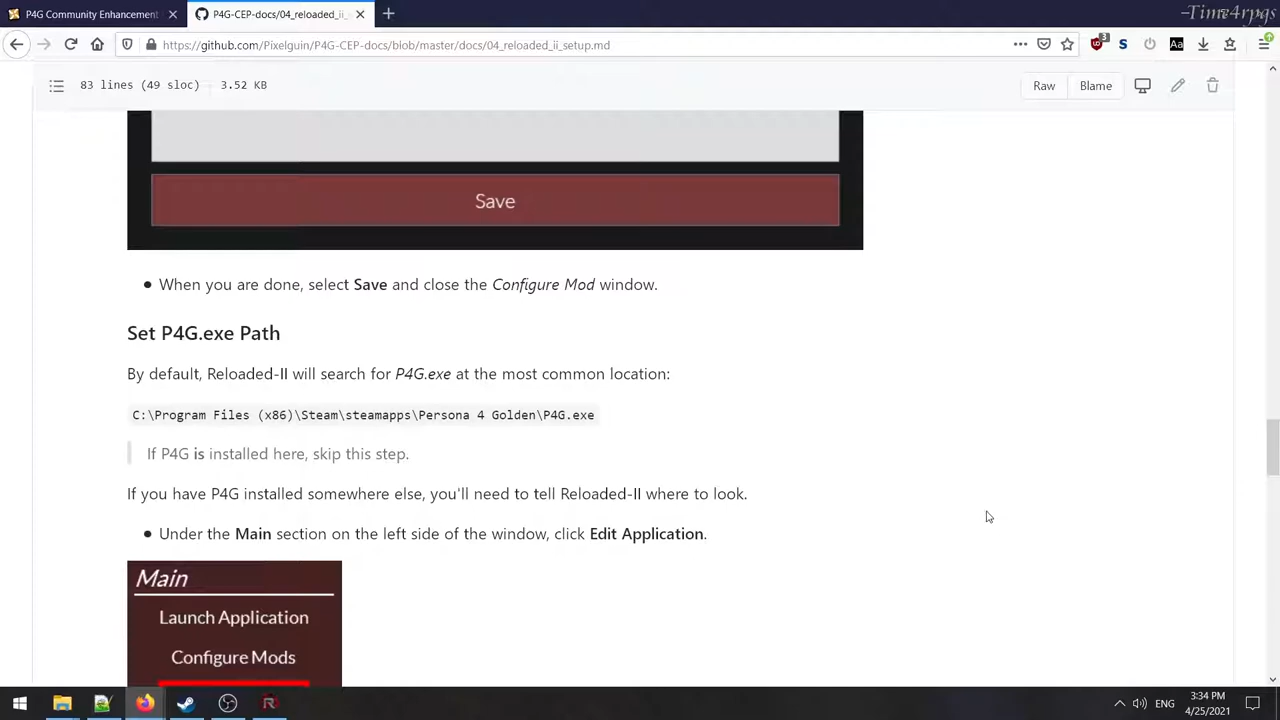 P4G Community Enhancement
P4G-CEP-docs/04_reloaded_ii_
Time4rpgs
https://github.com/Pixelguin/P4G-CEP-docs/blob/master/docs/04_reloaded_ii_setup.md
3
S
Aa
83 lines (49 sloc) 3.52 KB
Raw Blame
Save
• When you are done, select Save and close the Configure Mod window.
Set P4G.exe Path
By default, Reloaded-II will search for P4G.exe at the most common location:
C:\Program Files (x86)\Steam\steamapps\Persona 4 Golden\P4G.exe
If P4G is installed here, skip this step.
If you have P4G installed somewhere else, you'll need to tell Reloaded-II where to look.
• Under the Main section on the left side of the window, click Edit Application.
Main
Launch Application
Configure Mods
ENG
3:34 PM
4/25/2021